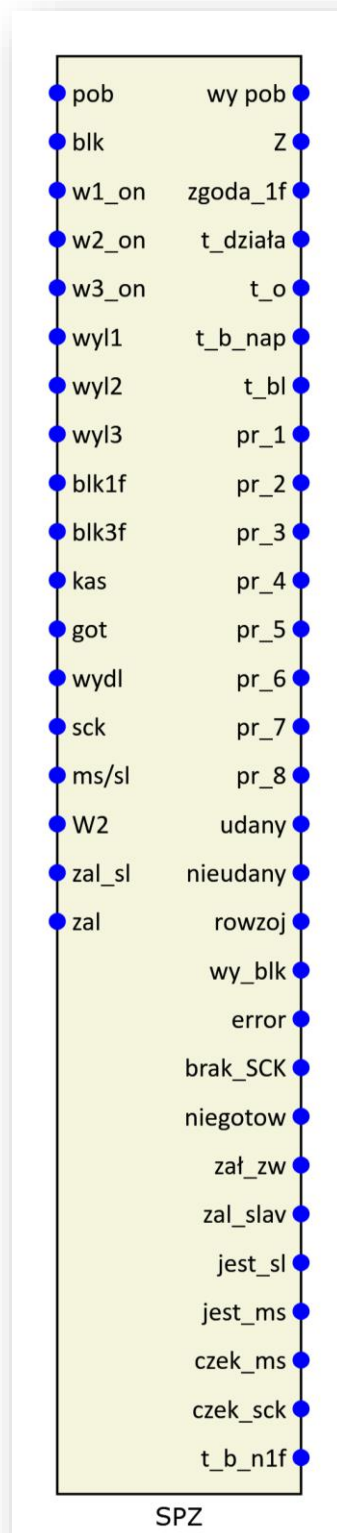 pob wy pob
blk Z
w1_on zgoda_1f
w2_on t_działa
w3_on t_o
wyl1 t_b_nap
wyl2 t_bl
wyl3 pr_1
blk1f pr_2
blk3f pr_3
kas pr_4
got pr_5
wydl pr_6
sck pr_7
ms/sl pr_8
W2 udany
zal_sl nieudany
zal rowzoj
wy_blk
error
brak_SCK
niegotow
zał_zw
zal_slav
jest_sl
jest_ms
czek_ms
czek_sck
t_b_n1f
SPZ